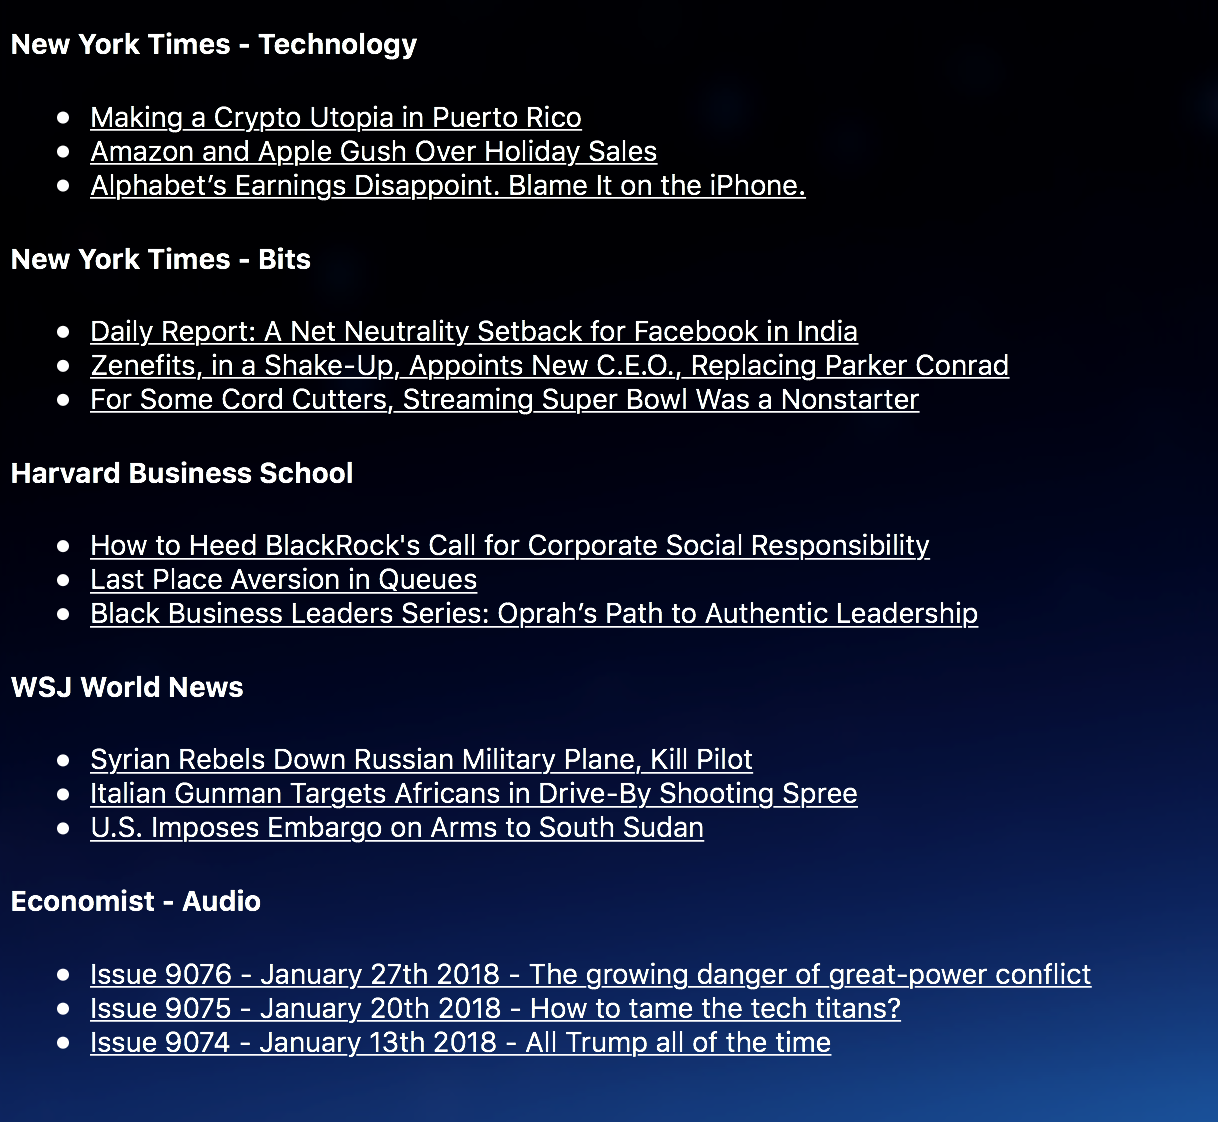 New York Times - Technology
Making a Crypto Utopia in Puerto Rico
Amazon and Apple Gush Over Holiday Sales
Alphabet’s Earnings Disappoint. Blame It on the iPhone.
New York Times - Bits
Daily Report: A Net Neutrality Setback for Facebook in India
Zenefits, in a Shake-Up, Appoints New C.E.O., Replacing Parker Conrad
For Some Cord Cutters, Streaming Super Bowl Was a Nonstarter
Harvard Business School
How to Heed BlackRock's Call for Corporate Social Responsibility
Last Place Aversion in Queues
Black Business Leaders Series: Oprah’s Path to Authentic Leadership
WSJ World News
Syrian Rebels Down Russian Military Plane, Kill Pilot
Italian Gunman Targets Africans in Drive-By Shooting Spree
U.S. Imposes Embargo on Arms to South Sudan
Economist - Audio
Issue 9076 - January 27th 2018 - The growing danger of great-power conflict
Issue 9075 - January 20th 2018 - How to tame the tech titans?
Issue 9074 - January 13th 2018 - All Trump all of the time